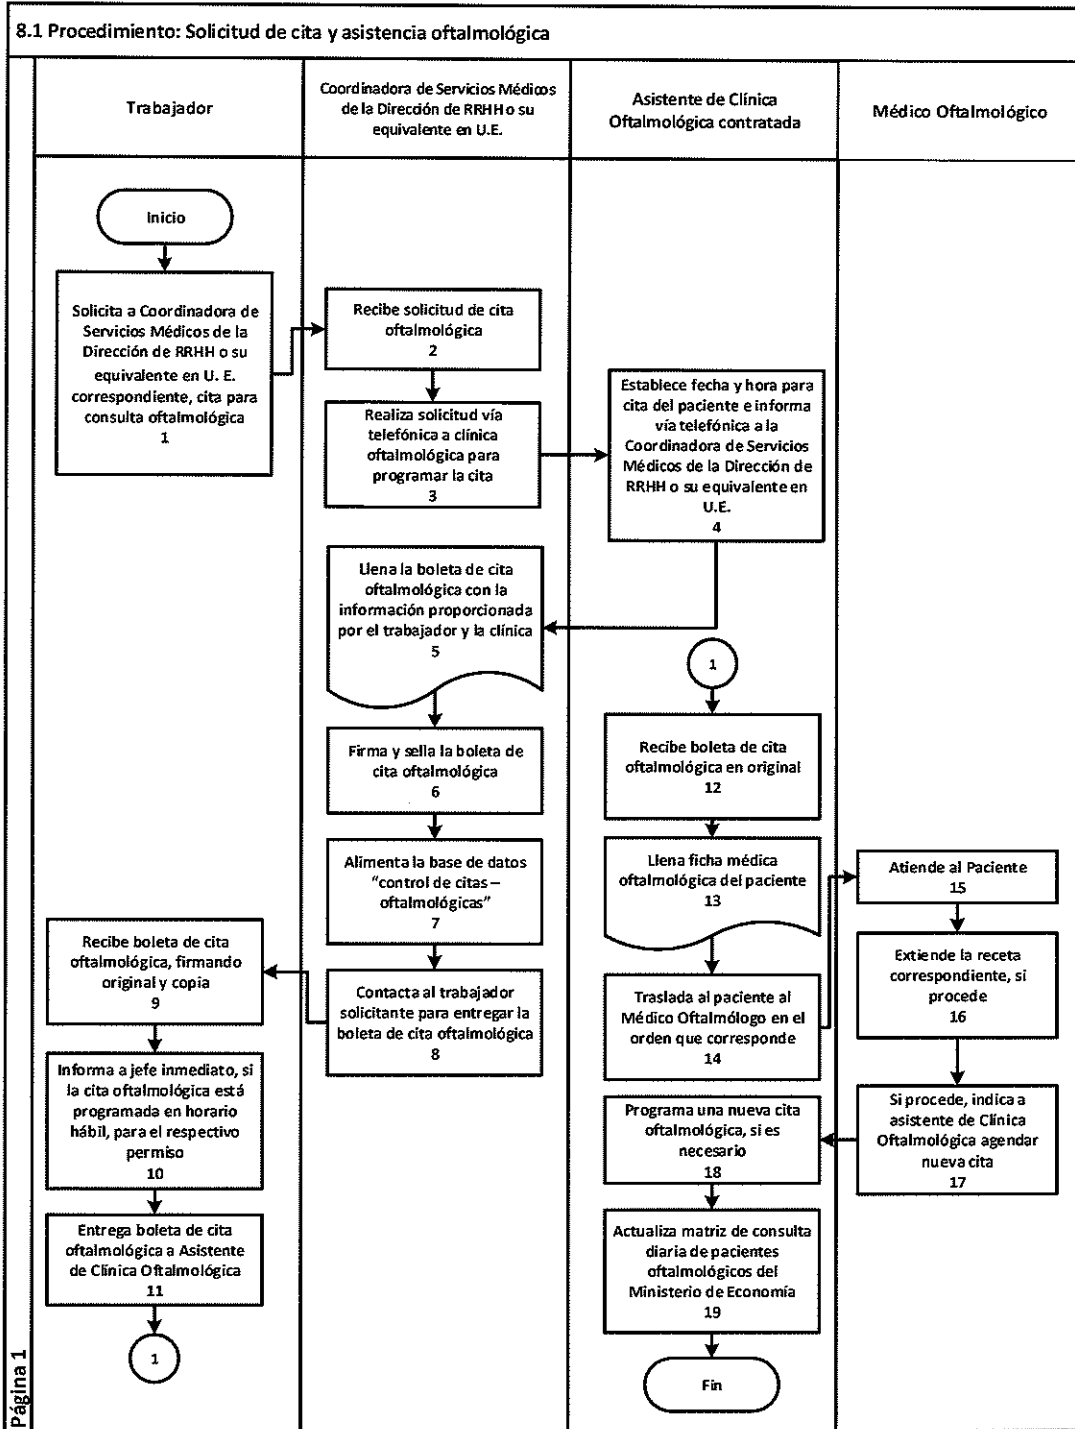 8.1 Procedimiento: Solicitud de cita y asistencia oftalmológica
Trabajador
Coordinadora de Servicios Médicos
de la Dirección de RRHH o su
equivalente en U.E.
Asistente de Clínica
Oftalmológica contratada
Médico Oftalmológico
Inicio
Solicita a Coordinadora de
Servicios Médicos de la
Dirección de RRHH o su
equivalente en U. E.
correspondiente, cita para
consulta oftalmológica
1
Recibe solicitud de cita
oftalmológica
2
Realiza solicitud vía
telefónica a clínica
oftalmológica para
programar la cita
3
Establece fecha y hora para
cita del paciente e informa
vía telefónica a la
Coordinadora de Servicios
Médicos de la Dirección de
RRHH o su equivalente en
U.E.
4
Llena la boleta de cita
oftalmológica con la
información proporcionada
por el trabajador y la clínica
5
Firma y sella la boleta de
cita oftalmológica
6
Alimenta la base de datos
“control de citas –
oftalmológicas”
7
Contacta al trabajador
solicitante para entregar la
boleta de cita oftalmológica
8
Recibe boleta de cita
oftalmológica, firmando
original y copia
9
Informa a jefe inmediato, si
la cita oftalmológica está
programada en horario
hábil, para el respectivo
permiso
10
Entrega boleta de cita
oftalmológica a Asistente
de Clínica Oftalmológica
11
1
1
Recibe boleta de cita
oftalmológica en original
12
Llena ficha médica
oftalmológica del paciente
13
Traslada al paciente al
Médico Oftalmólogo en el
orden que corresponde
14
Atiende al Paciente
15
Extiende la receta
correspondiente, si
procede
16
Si procede, indica a
asistente de Clínica
Oftalmológica agendar
nueva cita
17
Programa una nueva cita
oftalmológica, si es
necesario
18
Actualiza matriz de consulta
diaria de pacientes
oftalmológicos del
Ministerio de Economía
19
Fin
Página 1